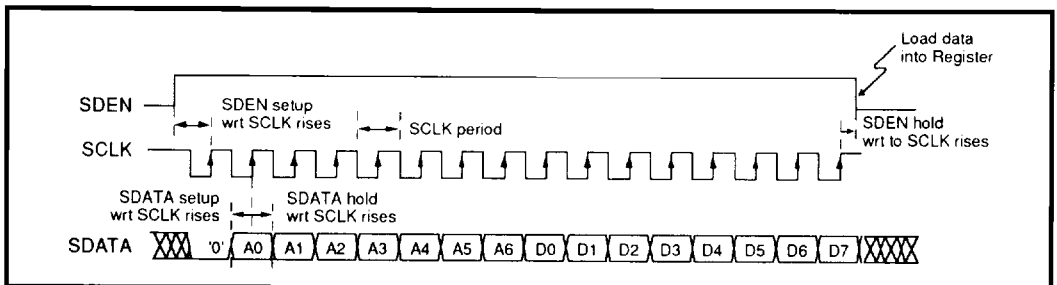 Load data
into Register
SDEN
SDEN setup
wrt SCLK rises
SCLK period
SDEN hold
wrt to SCLK rises
SCLK
SDATA setup
wrt SCLK rises
SDATA hold
wrt SCLK rises
SDATA '0' A0 A1 A2 A3 A4 A5 A6 D0 D1 D2 D3 D4 D5 D6 D7